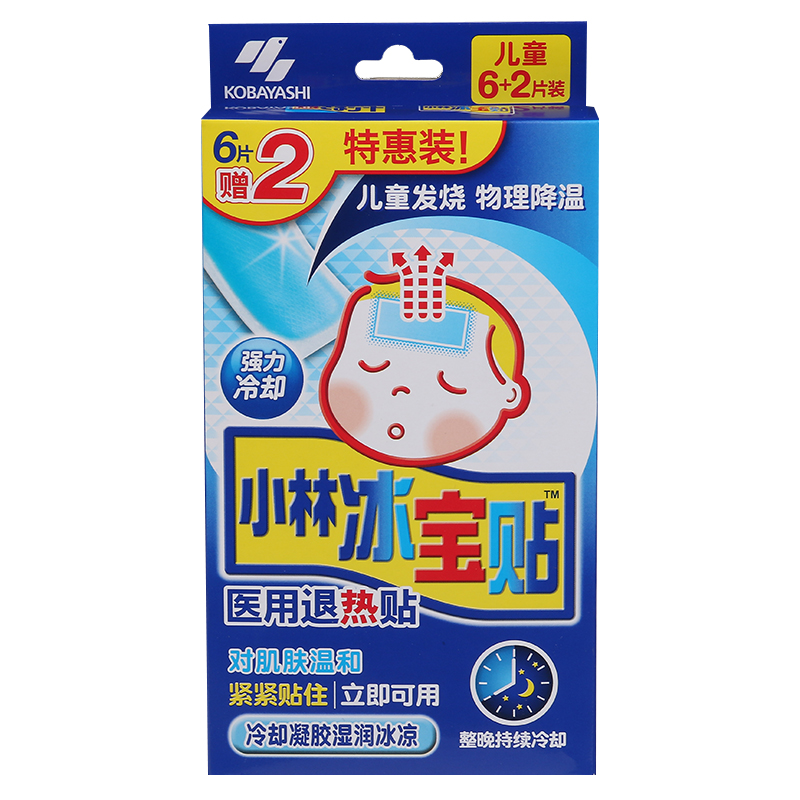 KOBAYASHI
儿童
6+2片装
6片
赠2
特惠装!
儿童发烧 物理降温
强力
冷却
小林冰宝贴™
医用退热贴
对肌肤温和
紧紧贴住|立即可用
冷却凝胶湿润冰凉
整晚持续冷却